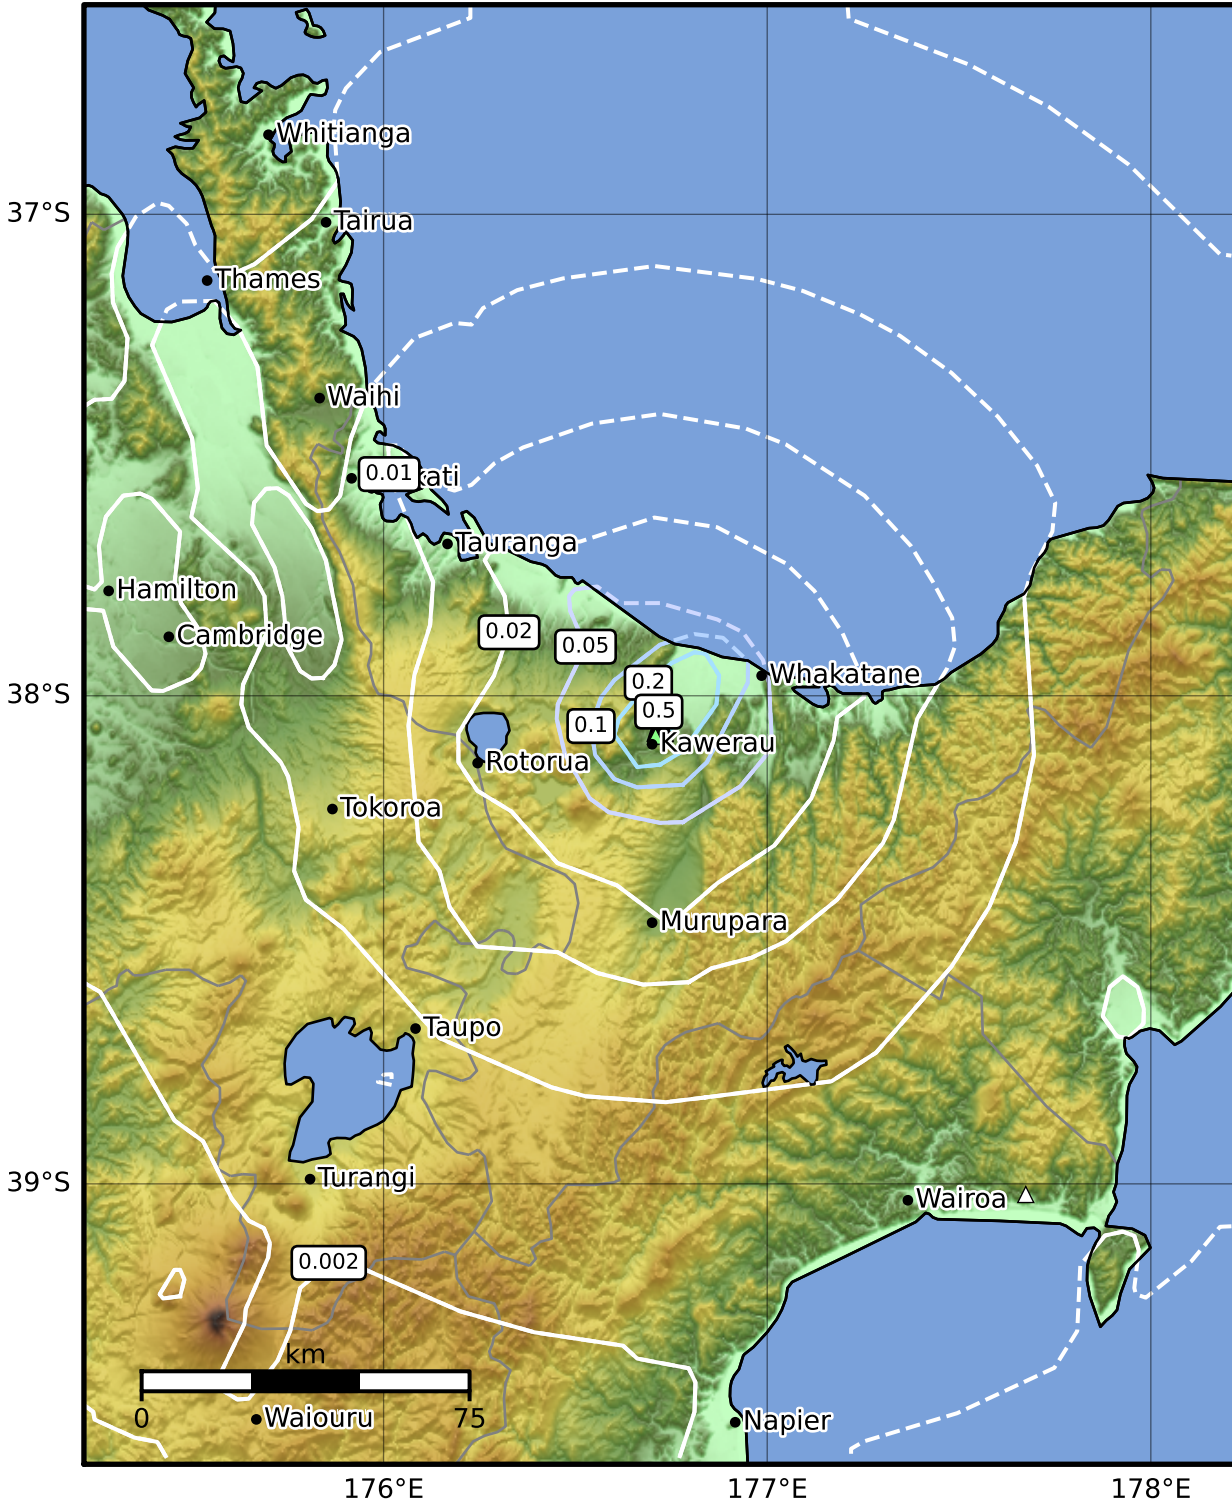 Whitianga
37°S
Tairua
Thames
Waihi
0.01
kati
Tauranga
Hamilton
0.02
Cambridge
0.05
Whakatane
0.2
38°S
0.5
0.1
Kawerau
Rotorua
Tokoroa
Murupara
Taupo
Turangi
39°S
Wairoa
0.002
km
0
75
Waiouru
Napier
176°E
177°E
178°E